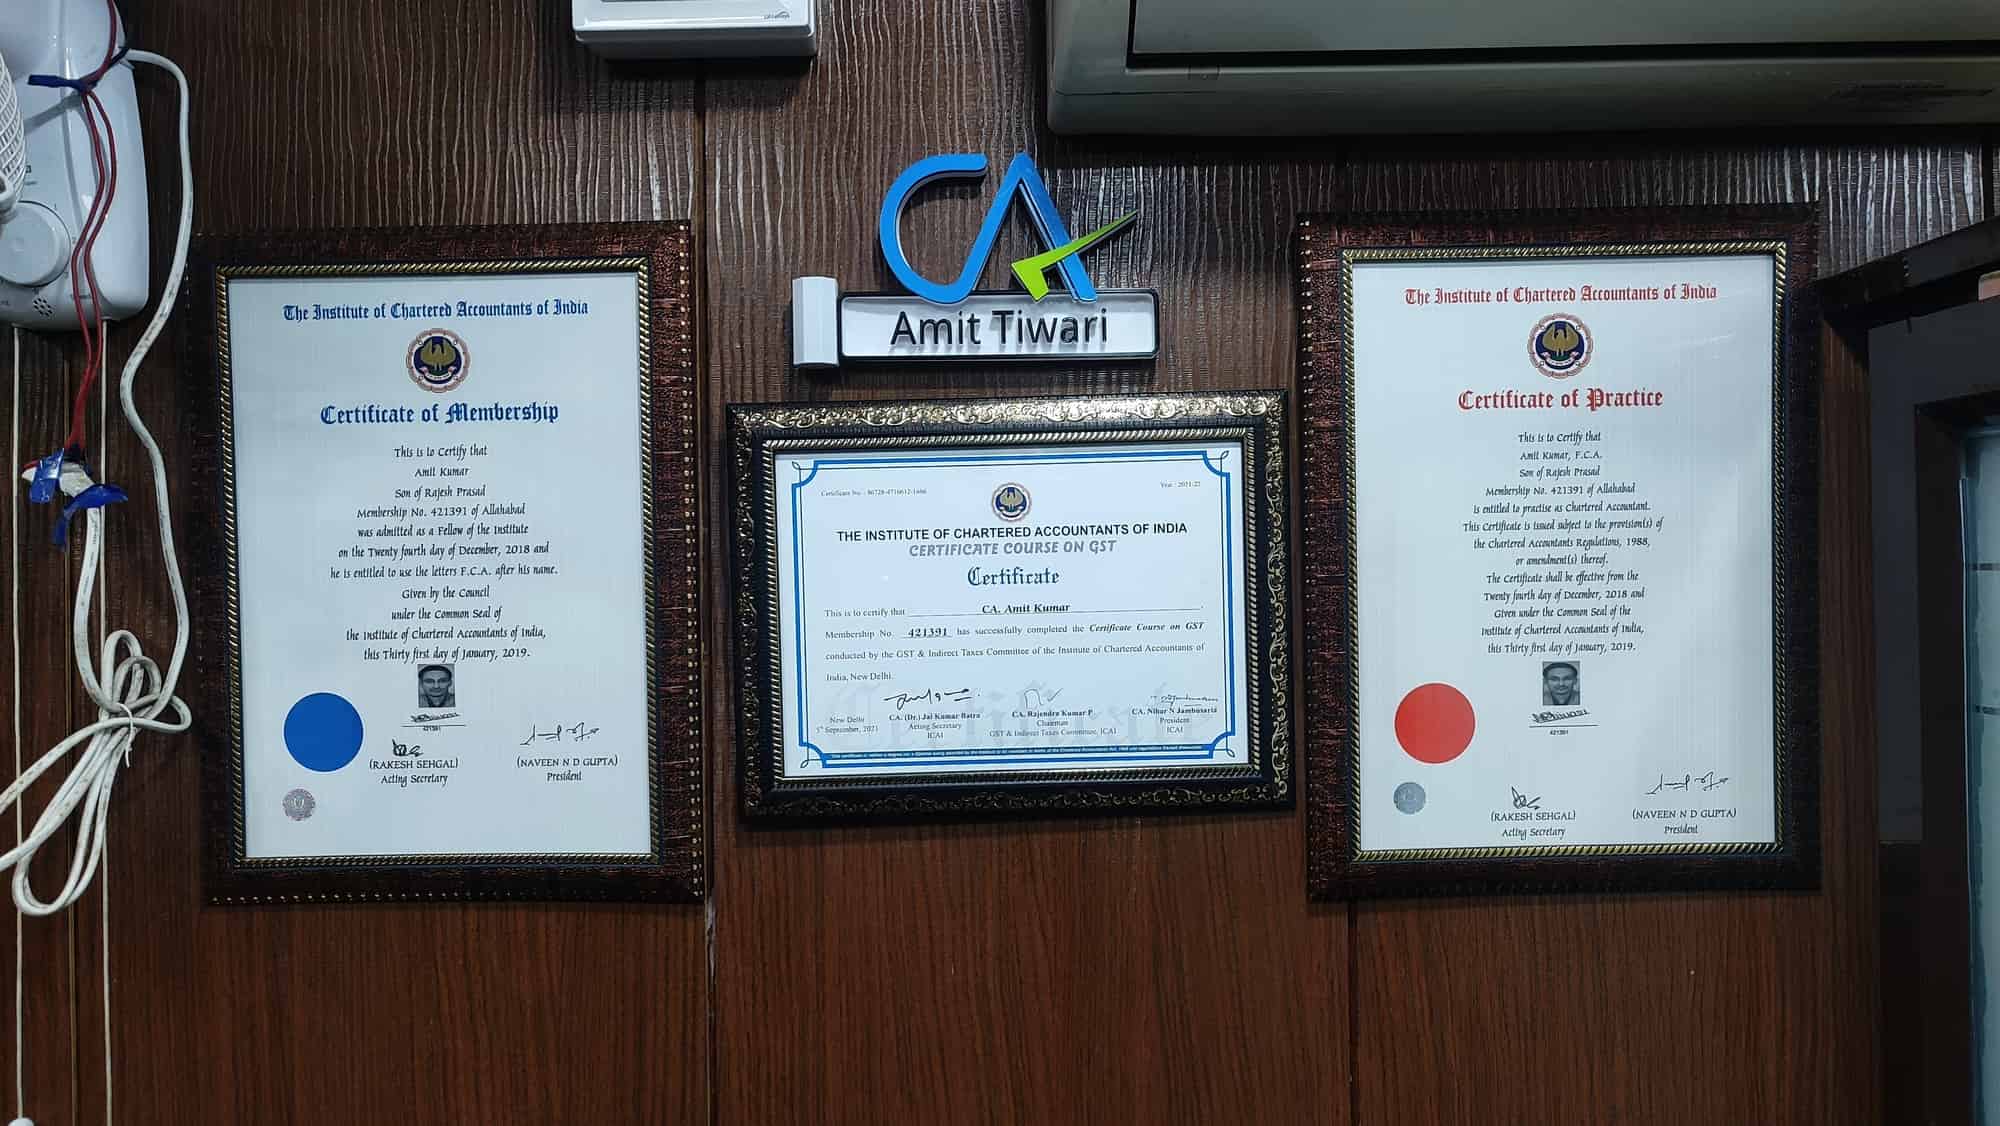 CA
Amit Tiwari
The Institute of Chartered Accountants of India
Certificate of Membership
This is to Certify that
Amit Kumar
Son of Rajesh Prasad
Membership No. 421391 of Allahabad
was admitted as a Fellow of the Institute
on the Twenty fourth day of December, 2018 and
he is entitled to use the letters F.C.A. after his name.
Given by the Council
under the Common Seal of
the Institute of Chartered Accountants of India,
this Thirty first day of January, 2019.
421391
(RAKESH SEHGAL)
Acting Secretary
(NAVEEN N D GUPTA)
President
Certificate No. :
Year : 2021-22
THE INSTITUTE OF CHARTERED ACCOUNTANTS OF INDIA
CERTIFICATE COURSE ON GST
Certificate
This is to certify that CA. Amit Kumar
Membership No. 421391 has successfully completed the Certificate Course on GST
conducted by the GST & Indirect Taxes Committee of the Institute of Chartered Accountants of
India, New Delhi.
Certificate
New Delhi
5th September, 2021
CA. (Dr.) Jai Kumar Batra
Acting Secretary
ICAI
CA. Rajendra Kumar P
Chairman
GST & Indirect Taxes Committee, ICAI
CA. Nihar N Jambusaria
President
ICAI
The Institute of Chartered Accountants of India
Certificate of Practice
This is to Certify that
Amit Kumar, F.C.A.
Son of Rajesh Prasad
Membership No. 421391 of Allahabad
is entitled to practise as Chartered Accountant.
This Certificate is issued subject to the provision(s) of
the Chartered Accountants Regulations, 1988,
or amendment(s) thereof.
The Certificate shall be effective from the
Twenty fourth day of December, 2018 and
Given under the Common Seal of the
Institute of Chartered Accountants of India,
this Thirty first day of January, 2019.
421391
(RAKESH SEHGAL)
Acting Secretary
(NAVEEN N D GUPTA)
President